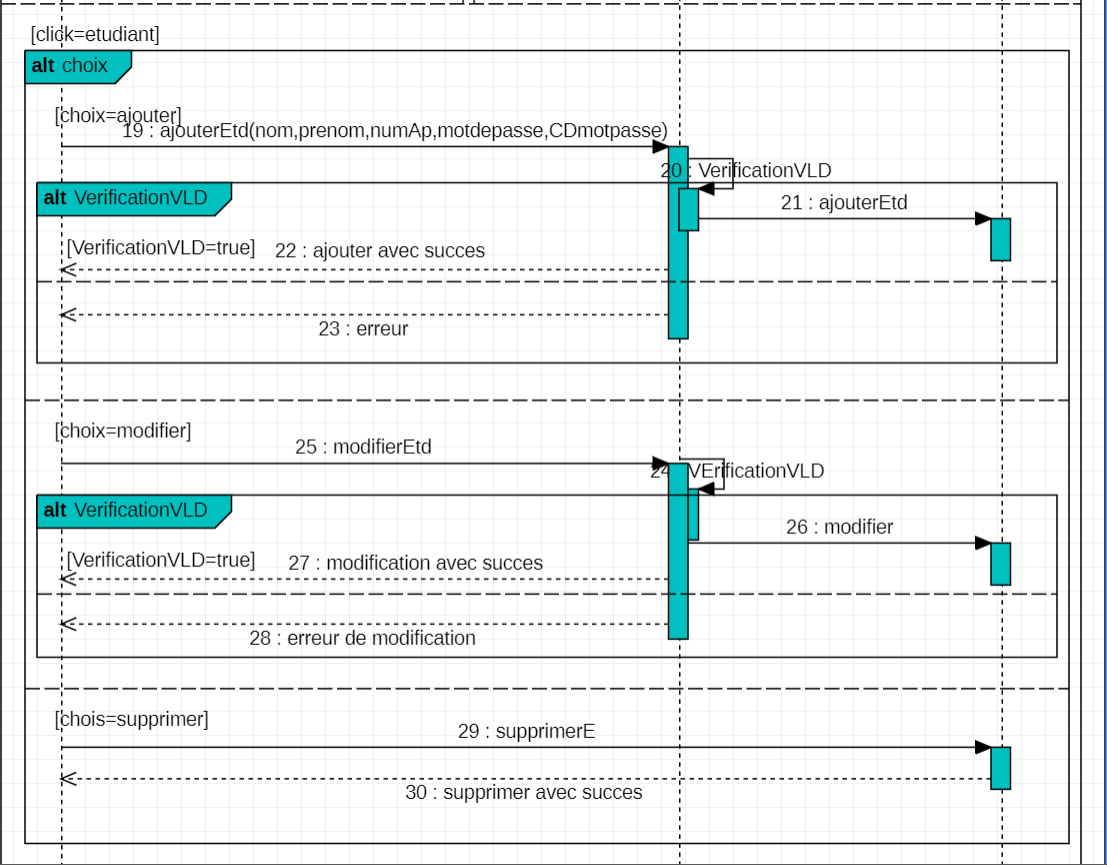 [click=etudiant]
alt choix
[choix=ajouter]
19 : ajouterEtd(nom,prenom,numAp,motdepasse,CDmotpasse)
20 : VerificationVLD
alt VerificationVLD
21 : ajouterEtd
[VerificationVLD=true] 22 : ajouter avec succes
23 : erreur
[choix=modifier]
25 : modifierEtd
24 : VErificationVLD
alt VerificationVLD
26 : modifier
[VerificationVLD=true] 27 : modification avec succes
28 : erreur de modification
[chois=supprimer]
29 : supprimerE
30 : supprimer avec succes